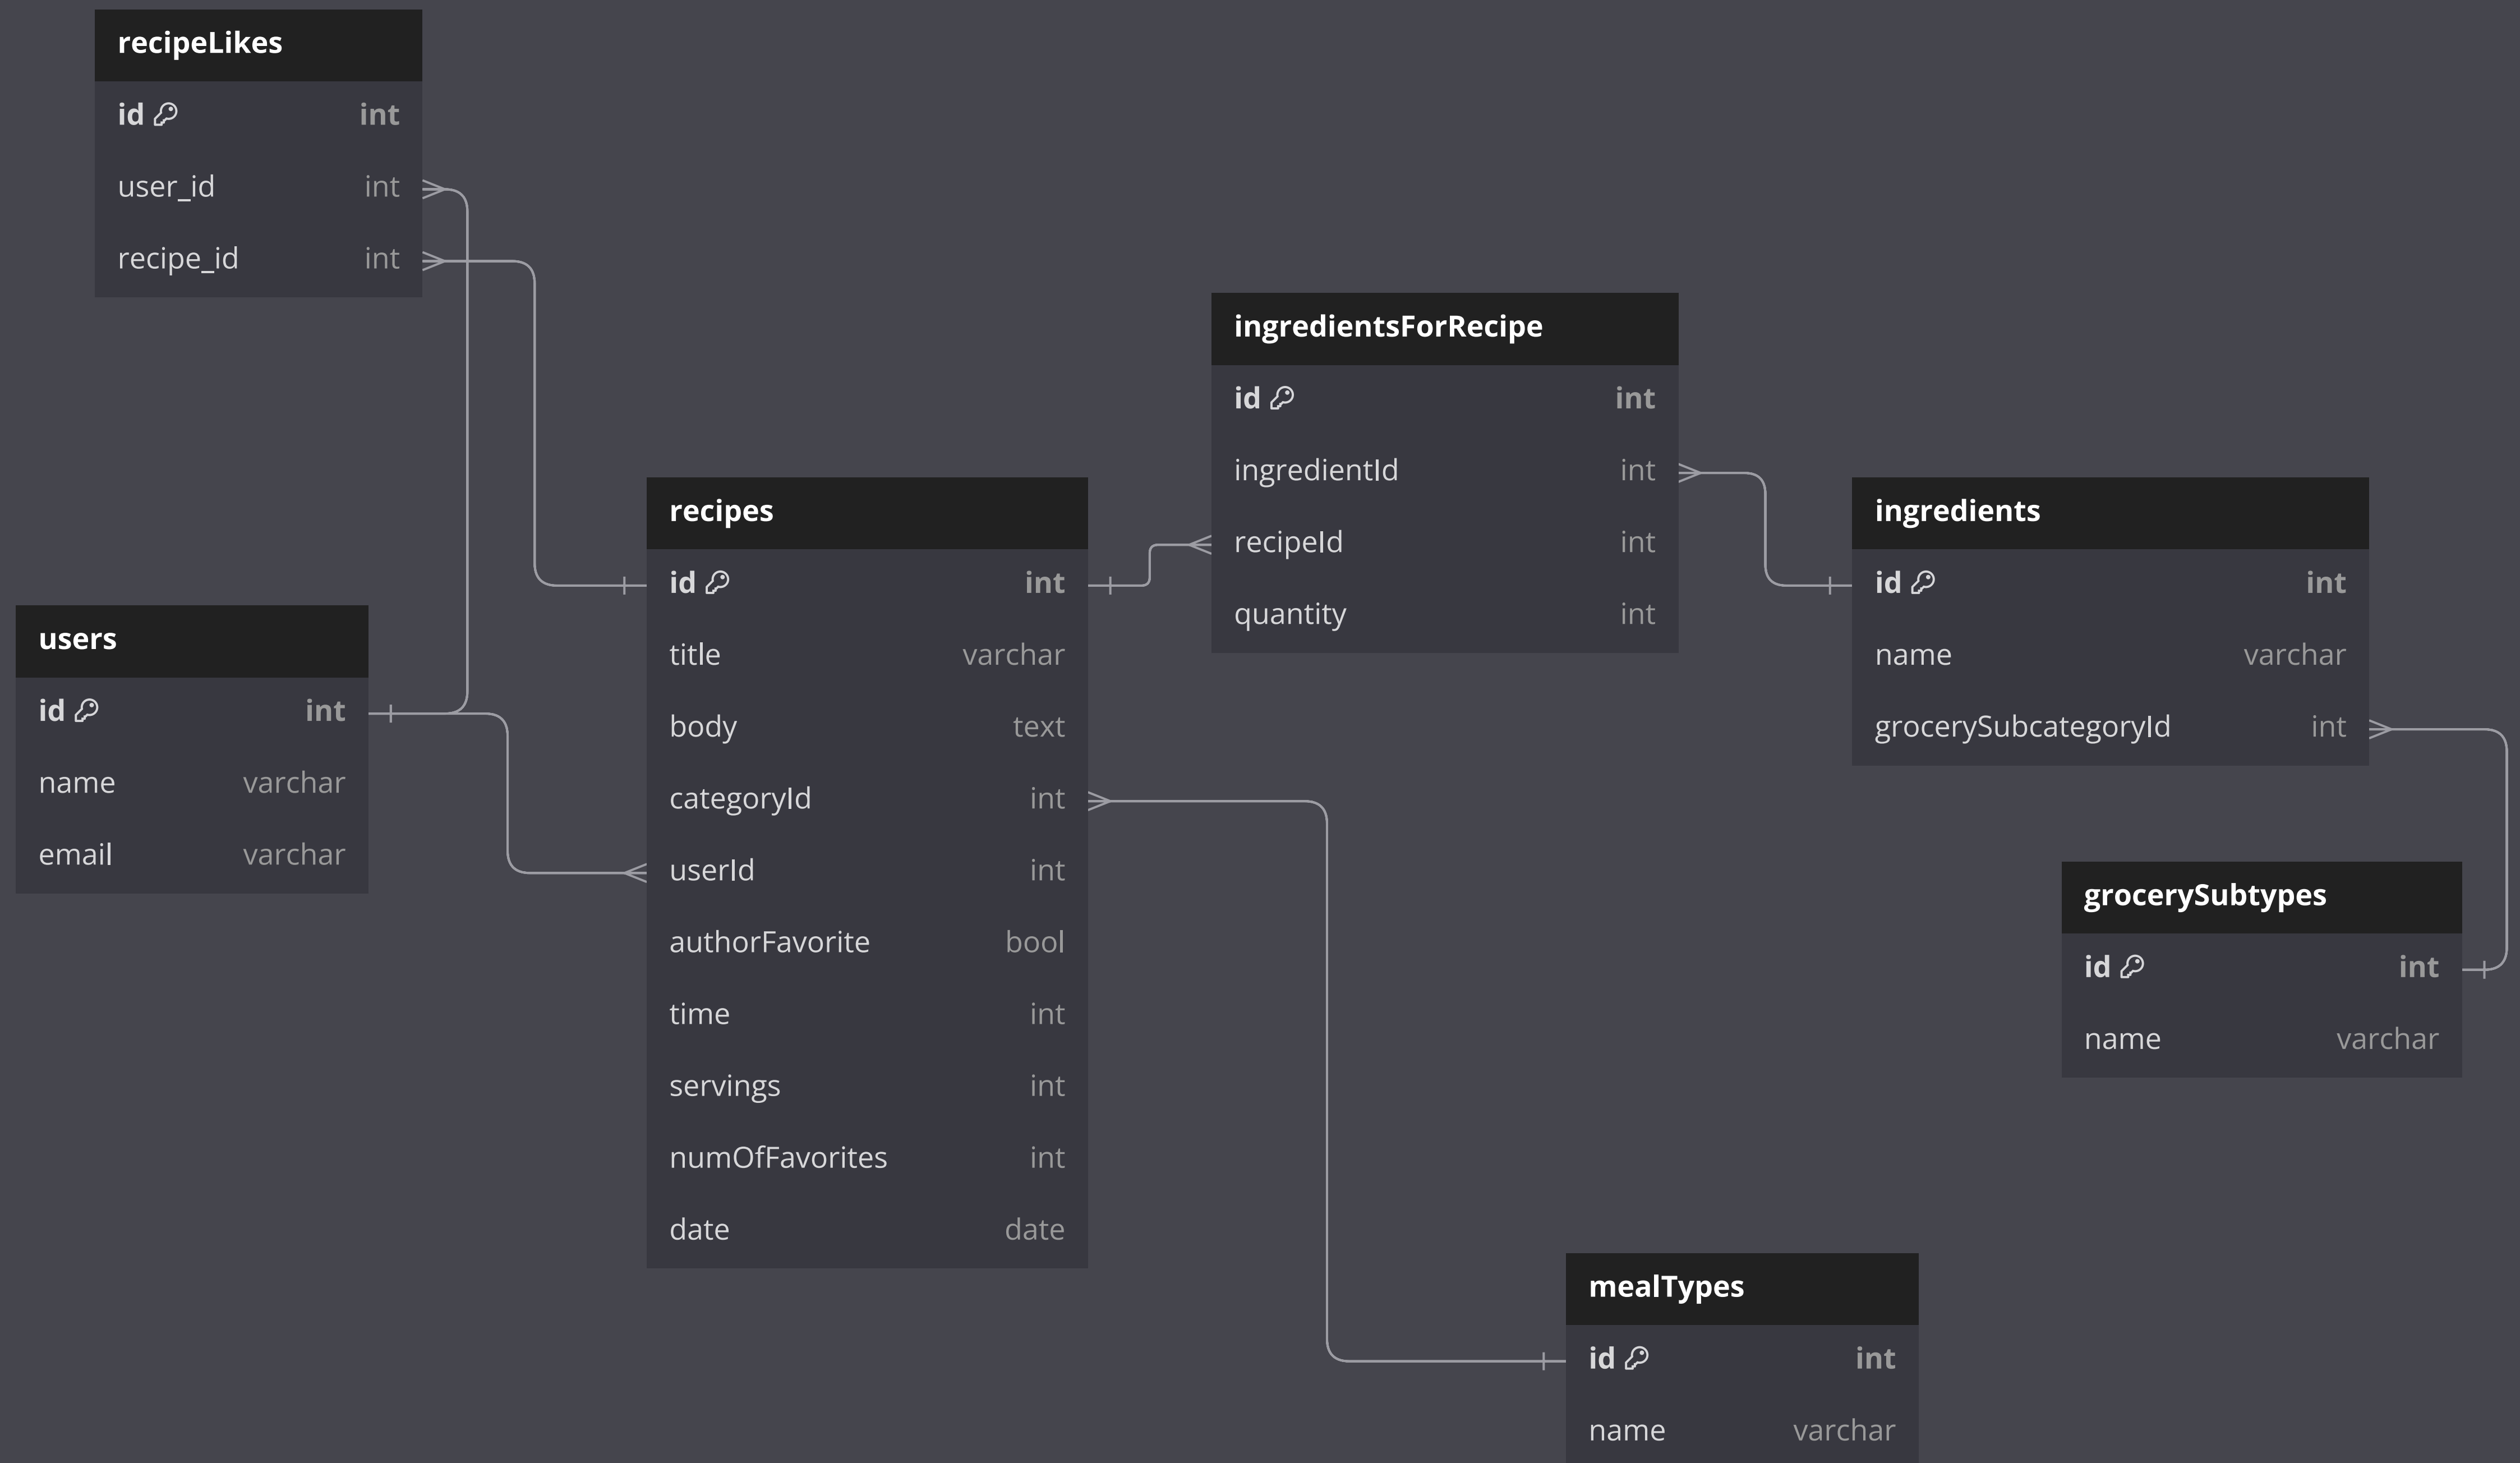 recipeLikes
id int
user_id int
recipe_id int
ingredientsForRecipe
id int
ingredientId int
recipeId int
quantity int
recipes
id int
title varchar
body text
categoryId int
userId int
authorFavorite bool
time int
servings int
numOfFavorites int
date date
ingredients
id int
name varchar
grocerySubcategoryId int
users
id int
name varchar
email varchar
grocerySubtypes
id int
name varchar
mealTypes
id int
name varchar